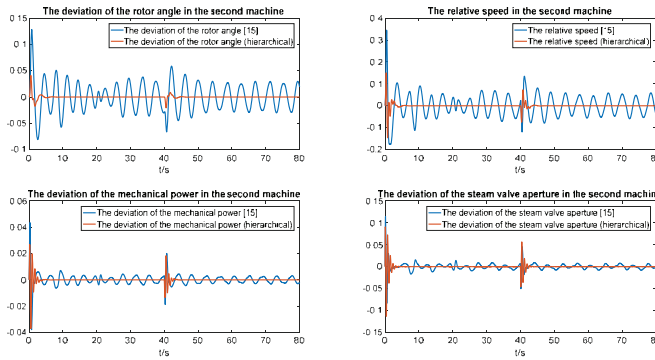 The deviation of the rotor angle in the second machine
0 15
The deviation of the rotor angle [15]
The deviation of the rotor angle (hierarchical)
0 1
0 05
0
-0 05
-0 1
0 10 20 30 40 50 60 70 80
t/s
The relative speed in the second machine
0 4
The relative speed [15]
The relative speed (hierarchical)
0.2
0
-0.2
0 10 20 30 40 50 60 70 80
t/s
The deviation of the mechanical power in the second machine
0 06
The deviation of the mechanical power [15]
The deviation of the mechanical power (hierarchical)
0 04
0 02
0
-0 02
-0 04
0 10 20 30 40 50 60 70 80
t/s
The deviation of the steam valve aperture in the second machine
0.15
The deviation of the steam valve aperture [15]
The deviation of the steam valve aperture (hierarchical)
0.1
0.05
0
-0.05
-0.1
-0.15
0 10 20 30 40 50 60 70 80
t/s